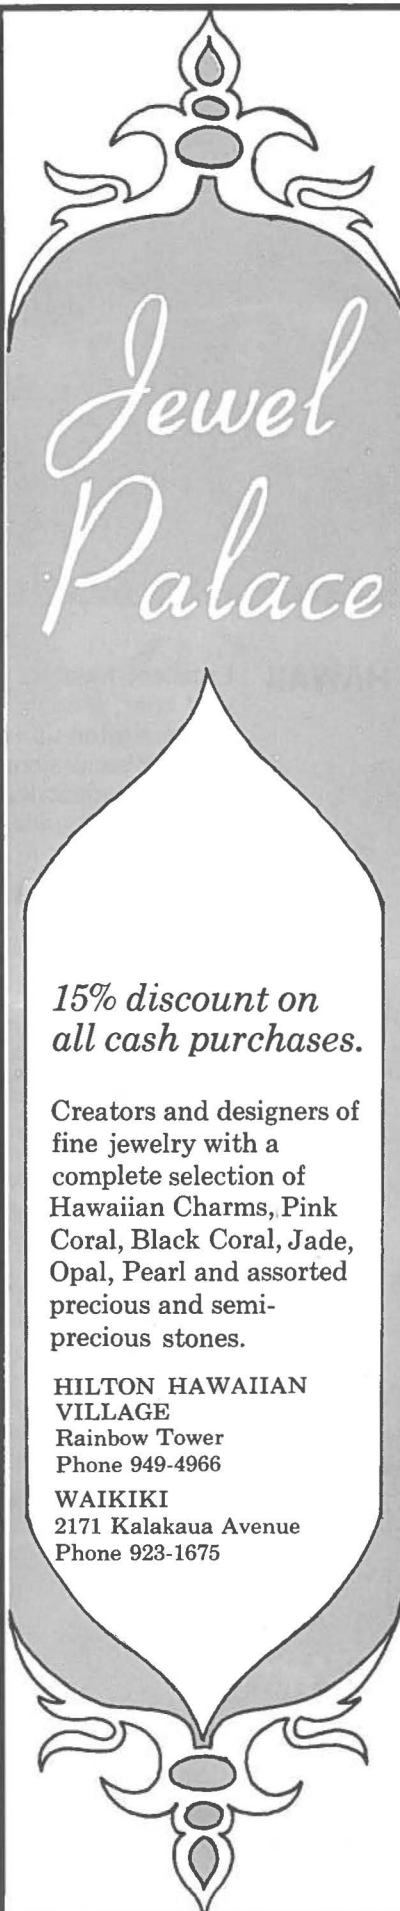 Jewel
Palace
HAWAII
15% discount on
all cash purchases.
Creators and designers of
fine jewelry with a
complete selection of
Hawaiian Charms, Pink
Coral, Black Coral, Jade,
Opal, Pearl and assorted
precious and semi-
precious stones.
HILTON HAWAIIAN
VILLAGE
Rainbow Tower
Phone 949-4966
WAIKIKI
2171 Kalakaua Avenue
Phone 923-1675